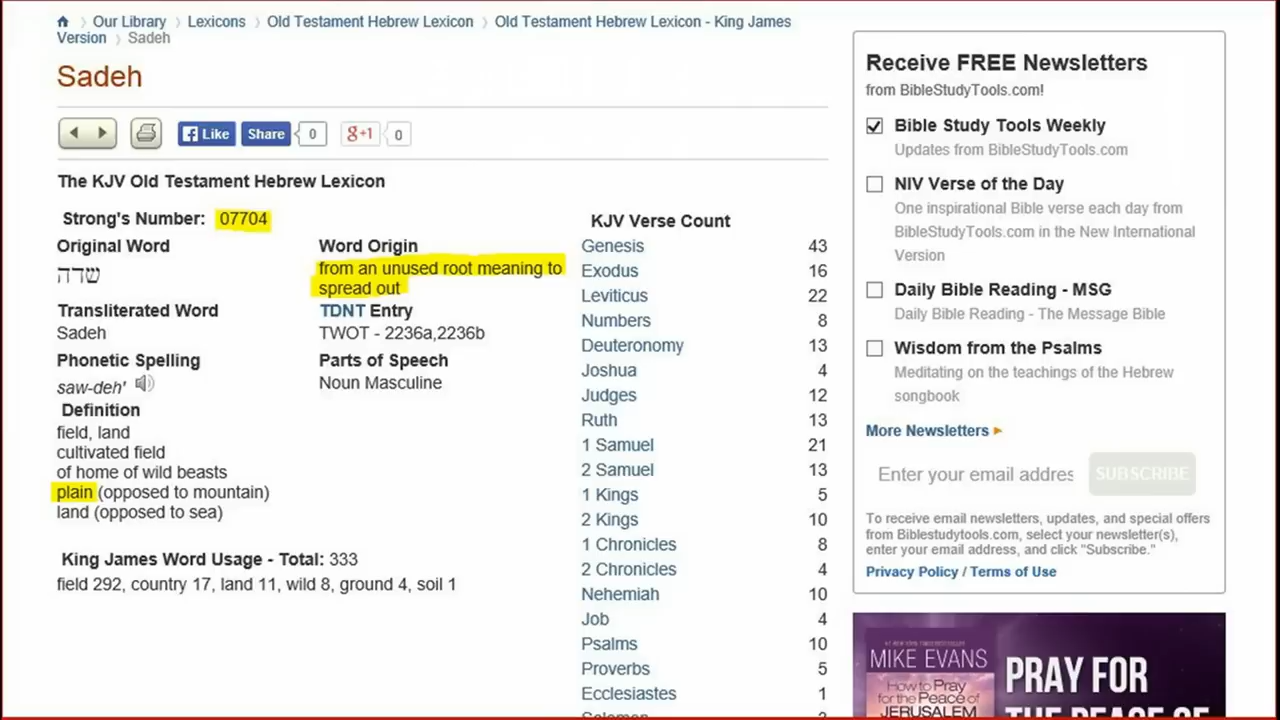 Our Library
Lexicons
Old Testament Hebrew Lexicon
Old Testament Hebrew Lexicon - King James
Version
Sadeh
Sadeh
Like
Share
0
g+1
0
The KJV Old Testament Hebrew Lexicon
Strong's Number: 07704
Original Word
שדה
Transliterated Word
Sadeh
Phonetic Spelling
saw-deh'
Definition
field, land
cultivated field
of home of wild beasts
plain (opposed to mountain)
land (opposed to sea)
Word Origin
from an unused root meaning to
spread out
TDNT Entry
TWOT - 2236a,2236b
Parts of Speech
Noun Masculine
King James Word Usage - Total: 333
field 292, country 17, land 11, wild 8, ground 4, soil 1
KJV Verse Count
Genesis 43
Exodus 16
Leviticus 22
Numbers 8
Deuteronomy 13
Joshua 4
Judges 12
Ruth 13
1 Samuel 21
2 Samuel 13
1 Kings 5
2 Kings 10
1 Chronicles 8
2 Chronicles 4
Nehemiah 10
Job 4
Psalms 10
Proverbs 5
Ecclesiastes 1
Receive FREE Newsletters
from BibleStudyTools.com!
Bible Study Tools Weekly
Updates from BibleStudyTools.com
NIV Verse of the Day
One inspirational Bible verse each day from
BibleStudyTools.com in the New International
Version
Daily Bible Reading - MSG
Daily Bible Reading - The Message Bible
Wisdom from the Psalms
Meditating on the teachings of the Hebrew
songbook
More Newsletters
Enter your email addres
SUBSCRIBE
To receive email newsletters, updates, and special offers
from Biblestudytools.com, select your newsletter(s),
enter your email address, and click "Subscribe."
Privacy Policy / Terms of Use
#1 NEW YORK TIMES BESTSELLER
MIKE EVANS
How to Pray
for the Peace of
JERUSALEM
PRAY FOR
THE PEACE OF